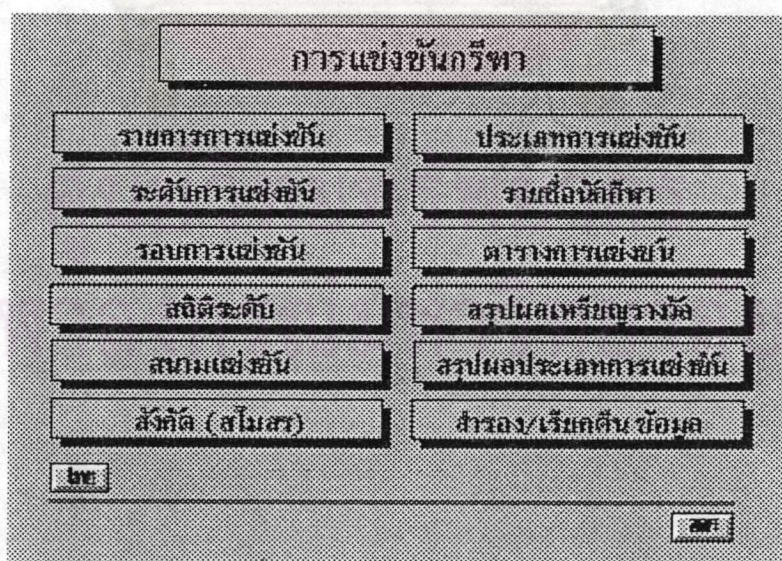 การแข่งขันกรีฑา
รายการการแข่งขัน
ประเภทการแข่งขัน
ระดับการแข่งขัน
รายชื่อนักกีฬา
รอบการแข่งขัน
ตารางการแข่งขัน
สถิติระดับ
สรุปผลเหรียญรางวัล
สนามแข่งขัน
สรุปผลประเภทการแข่งขัน
สังกัด (สโมสร)
สำรอง/เรียกคืน ข้อมูล